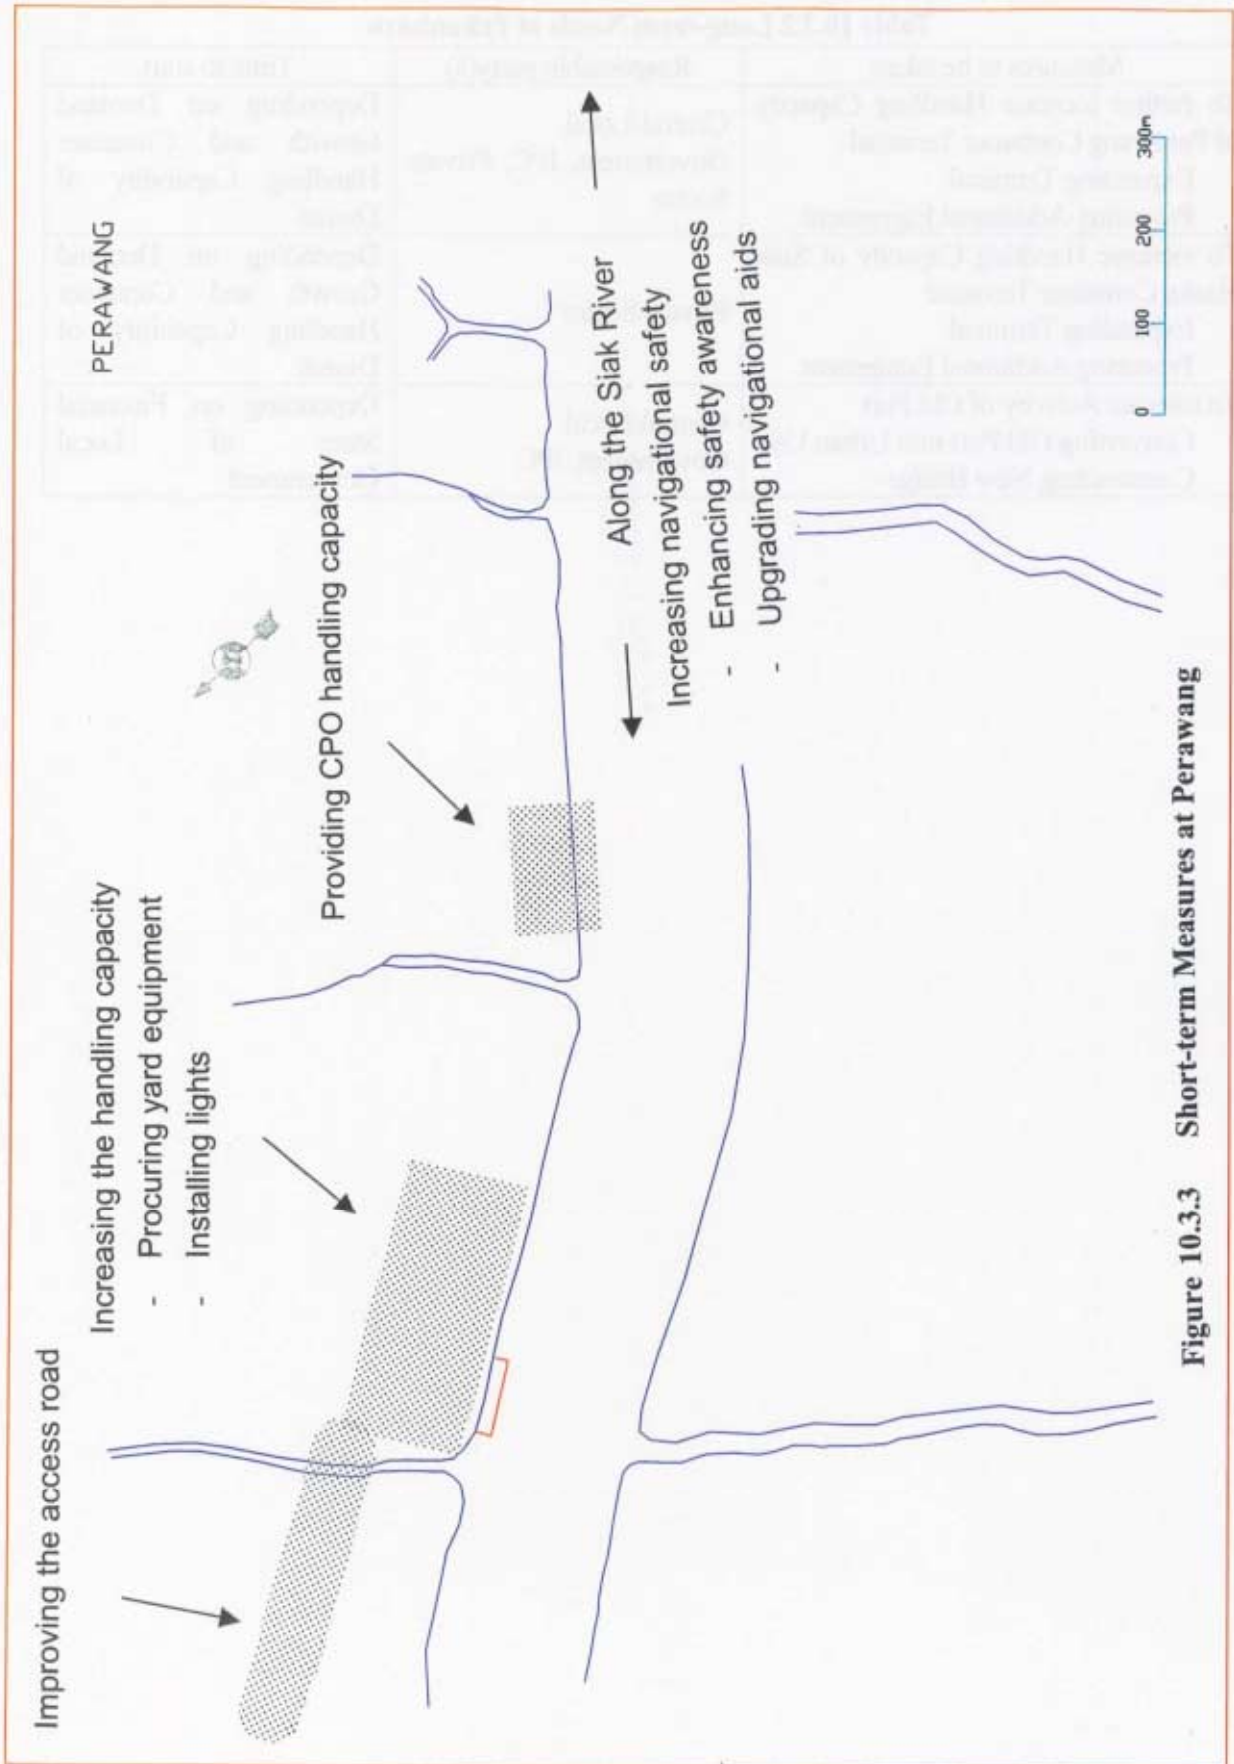 PERAWANG
Improving the access road
Increasing the handling capacity
- Procuring yard equipment
- Installing lights
Providing CPO handling capacity
Along the Siak River
Increasing navigational safety
- Enhancing safety awareness
- Upgrading navigational aids
0 100 200 300m
Figure 10.3.3 Short-term Measures at Perawang